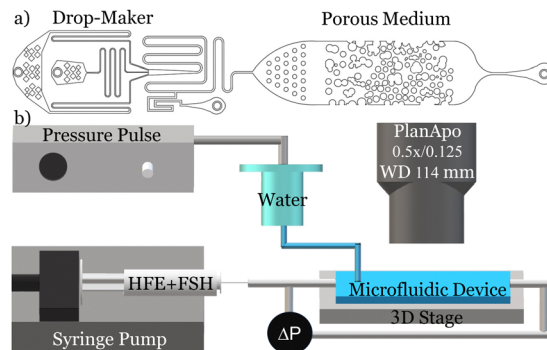 a)
Drop-Maker
Porous Medium
b)
Pressure Pulse
PlanApo
0.5x/0.125
WD 114 mm
Water
HFE+FSH
Microfluidic Device
3D Stage
Syringe Pump
ΔP